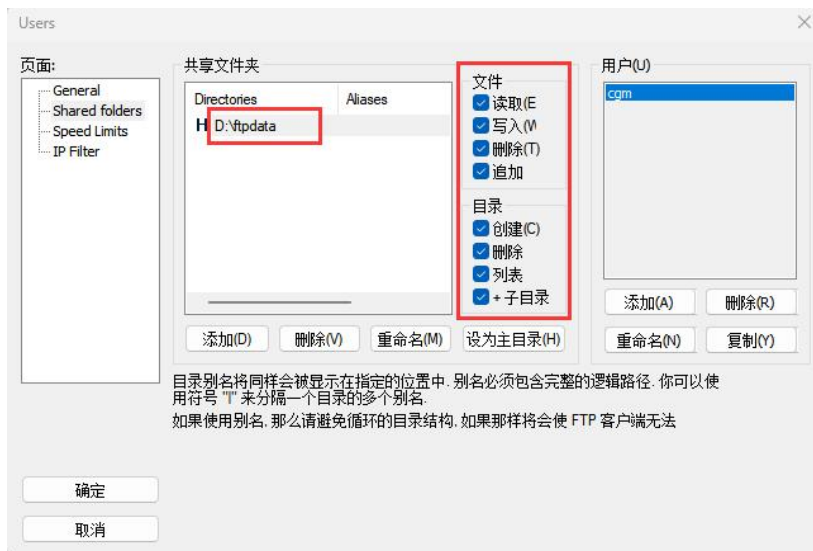 Users
页面:
General
Shared folders
Speed Limits
IP Filter
共享文件夹
Directories Aliases
H D:\ftpdata
文件
读取(E
写入(W
删除(T)
追加
目录
创建(C)
删除
列表
+ 子目录
添加(D) 删除(V) 重命名(M) 设为主目录(H)
用户(U)
cgm
添加(A) 删除(R)
重命名(N) 复制(Y)
目录别名将同样会被显示在指定的位置中. 别名必须包含完整的逻辑路径. 你可以使
用符号 "|" 来分隔一个目录的多个别名.
如果使用别名, 那么请避免循环的目录结构, 如果那样将会使 FTP 客户端无法
确定
取消